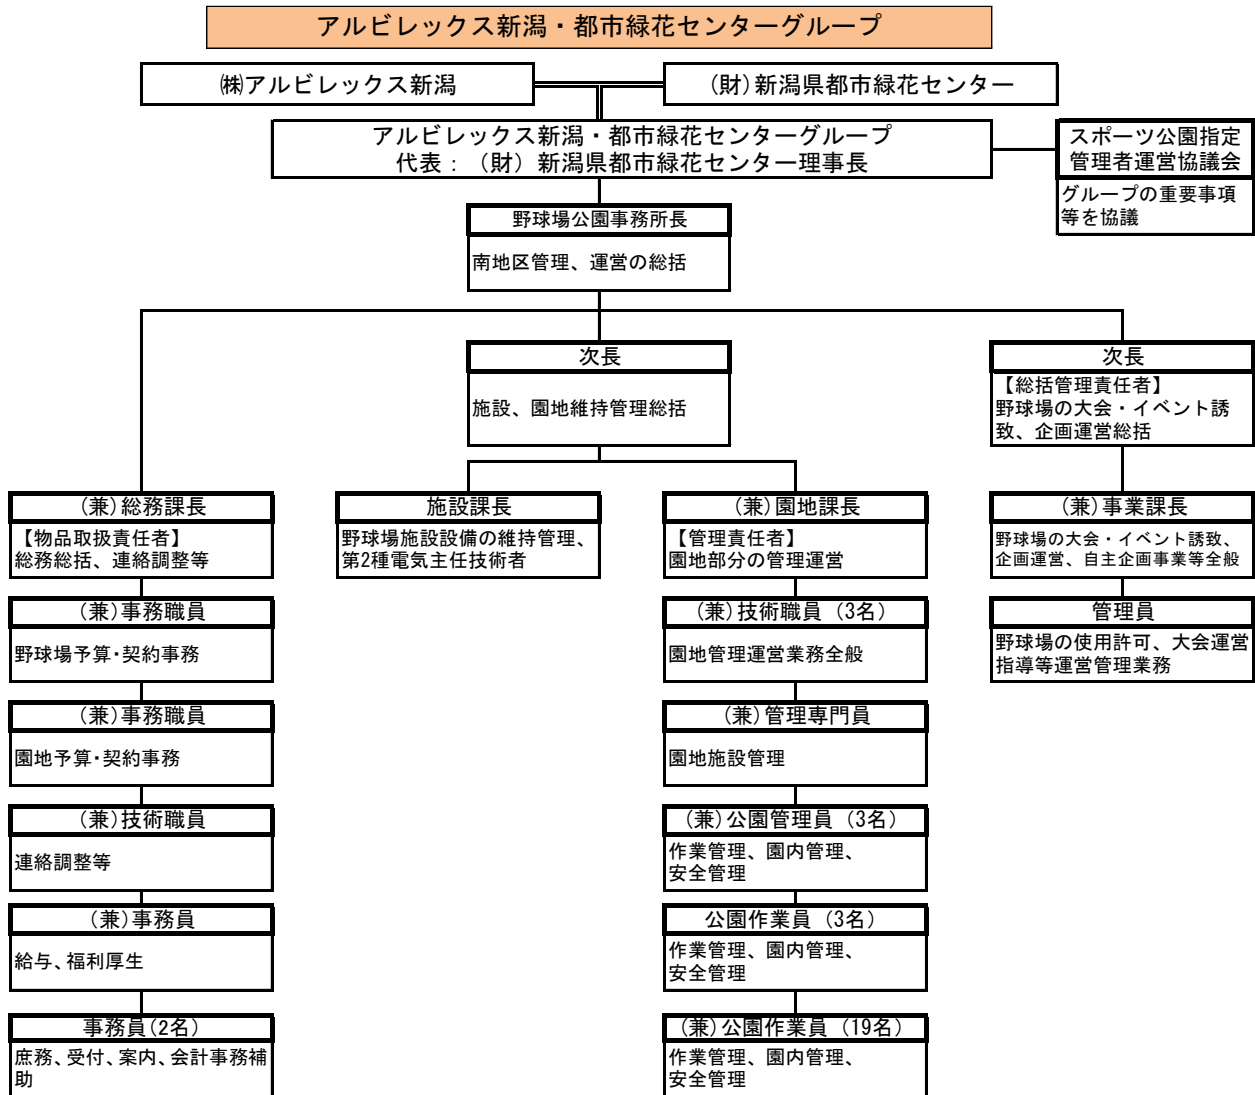 アルビレックス新潟・都市緑花センターグループ
㈱アルビレックス新潟
(財)新潟県都市緑花センター
アルビレックス新潟・都市緑花センターグループ
代表：（財）新潟県都市緑花センター理事長
スポーツ公園指定
管理者運営協議会
グループの重要事項
等を協議
野球場公園事務所長
南地区管理、運営の総括
次長
施設、園地維持管理総括
次長
【総括管理責任者】
野球場の大会・イベント誘
致、企画運営総括
(兼)総務課長
【物品取扱責任者】
総務総括、連絡調整等
(兼)事務職員
野球場予算・契約事務
(兼)事務職員
園地予算・契約事務
(兼)技術職員
連絡調整等
(兼)事務員
給与、福利厚生
事務員(2名)
庶務、受付、案内、会計事務補
助
施設課長
野球場施設設備の維持管理、
第2種電気主任技術者
(兼)園地課長
【管理責任者】
園地部分の管理運営
(兼)技術職員（3名）
園地管理運営業務全般
(兼)管理専門員
園地施設管理
(兼)公園管理員（3名）
作業管理、園内管理、
安全管理
公園作業員（3名）
作業管理、園内管理、
安全管理
(兼)公園作業員（19名）
作業管理、園内管理、
安全管理
(兼)事業課長
野球場の大会・イベント誘致、
企画運営、自主企画事業等全般
管理員
野球場の使用許可、大会運営
指導等運営管理業務